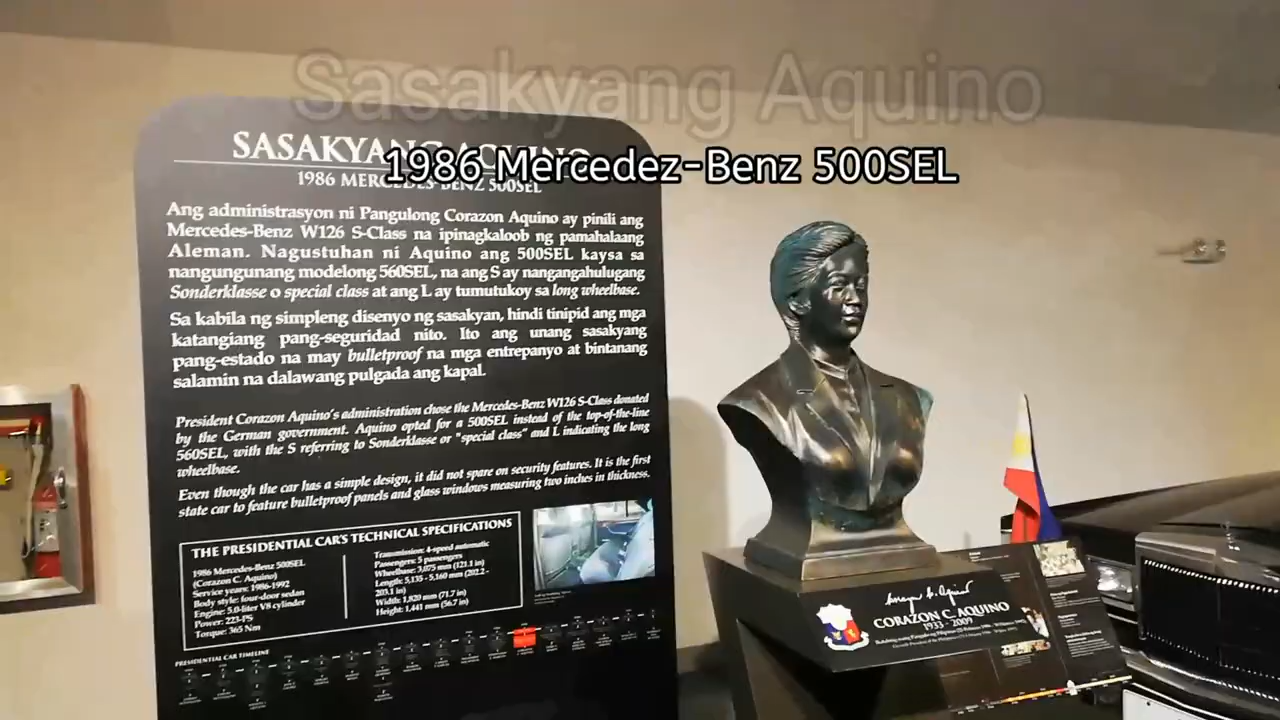 Sasakyang Aquino
1986 Mercedez-Benz 500SEL
SASAKYANG AQUINO
1986 MERCEDES-BENZ 500SEL
Ang administrasyon ni Pangulong Corazon Aquino ay pinili ang
Mercedes-Benz W126 S-Class na ipinagkaloob ng pamahalaang
Aleman. Nagustuhan ni Aquino ang 500SEL kaysa sa
nangungunang modelong 560SEL, na ang S ay nangangahulugang
Sonderklasse o special class at ang L ay tumutukoy sa long wheelbase.
Sa kabila ng simpleng disenyo ng sasakyan, hindi tinipid ang mga
katangiang pang-seguridad nito. Ito ang unang sasakyang
pang-estado na may bulletproof na mga entrepanyo at bintanang
salamin na dalawang pulgada ang kapal.
President Corazon Aquino's administration chose the Mercedes-Benz W126 S-Class donated
by the German government. Aquino opted for a 500SEL instead of the top-of-the-line
560SEL, with the S referring to Sonderklasse or "special class" and L indicating the long
wheelbase.
Even though the car has a simple design, it did not spare on security features. It is the first
state car to feature bulletproof panels and glass windows measuring two inches in thickness.
THE PRESIDENTIAL CAR'S TECHNICAL SPECIFICATIONS
1986 Mercedes-Benz 500SEL
(Corazon C. Aquino)
Service years: 1986-1992
Body style: four-door sedan
Engine: 5.0-liter V8 cylinder
Power: 223-PS
Torque: 365 Nm
Transmission: 4-speed automatic
Passengers: 5 passengers
Wheelbase: 3,075 mm (121.1 in)
Length: 5,135 - 5,160 mm (202.2 -
203.1 in)
Width: 1,820 mm (71.7 in)
Height: 1,441 mm (56.7 in)
PRESIDENTIAL CAR TIMELINE
CORAZON C. AQUINO
1933 - 2009